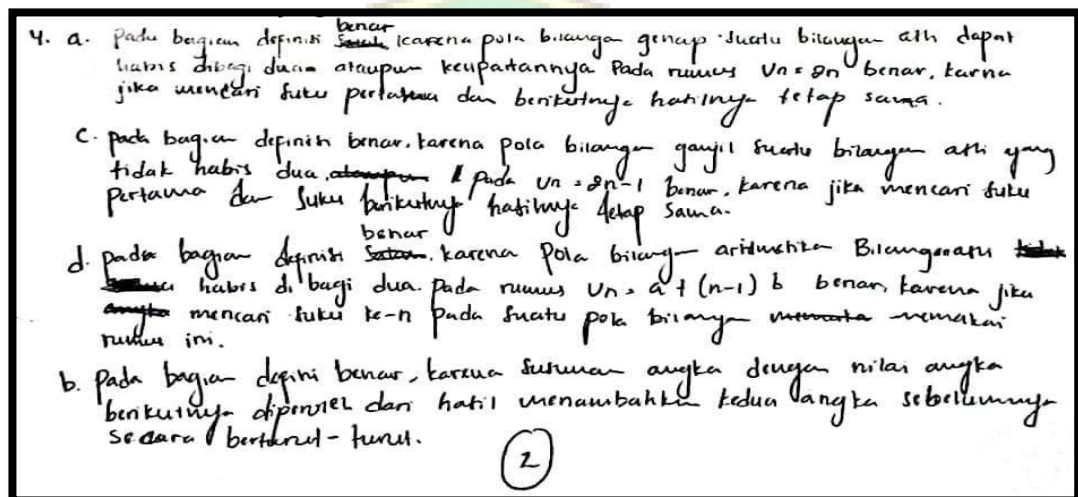 4. a. Pada bagian definisi benar karena pola bilangan genap suatu bilangan asli dapat
habis dibagi dua ataupun kelipatannya Pada rumus Un = 2n benar, karna
jika mencari suku pertama dan berikutnya hasilnya tetap sama.
c. pada bagian definisi benar, karena pola bilangan ganjil suatu bilangan asli yang
tidak habis dua, Pada Un = 2n-1 benar, karena jika mencari suku
Pertama dan Suku berikutnya hasilnya tetap sama.
d. pada bagian definisi benar, karena Pola bilangan aritmatika
habis di bagi dua. Pada rumus Un = a + (n-1) b benar, karena jika
mencari suku ke-n pada suatu pola bilangan memakai
rumus ini.
b. Pada bagian defini benar, karena susunan angka dengan nilai angka
berikutnya diperoleh dari hasil menambahkan kedua angka sebelumnya
secara berturut-turut.
2